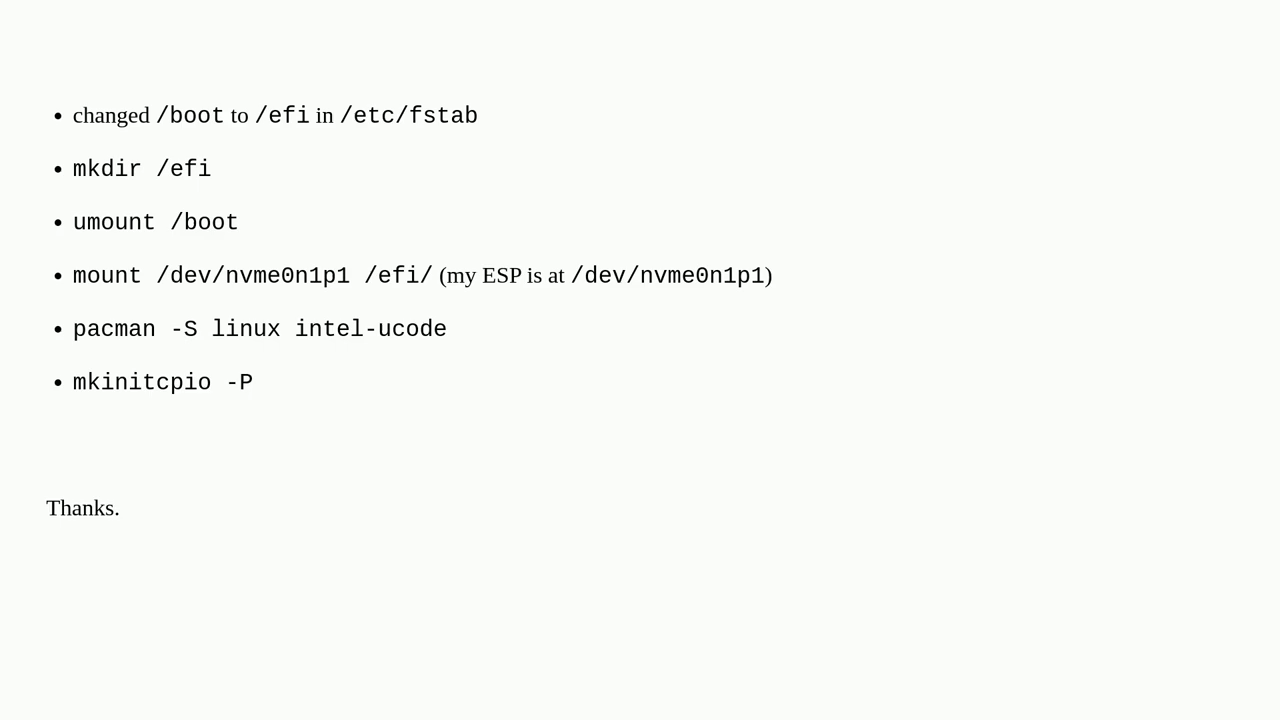 • changed /boot to /efi in /etc/fstab
• mkdir /efi
• umount /boot
• mount /dev/nvme0n1p1 /efi/ (my ESP is at /dev/nvme0n1p1)
• pacman -S linux intel-ucode
• mkinitcpio -P
Thanks.